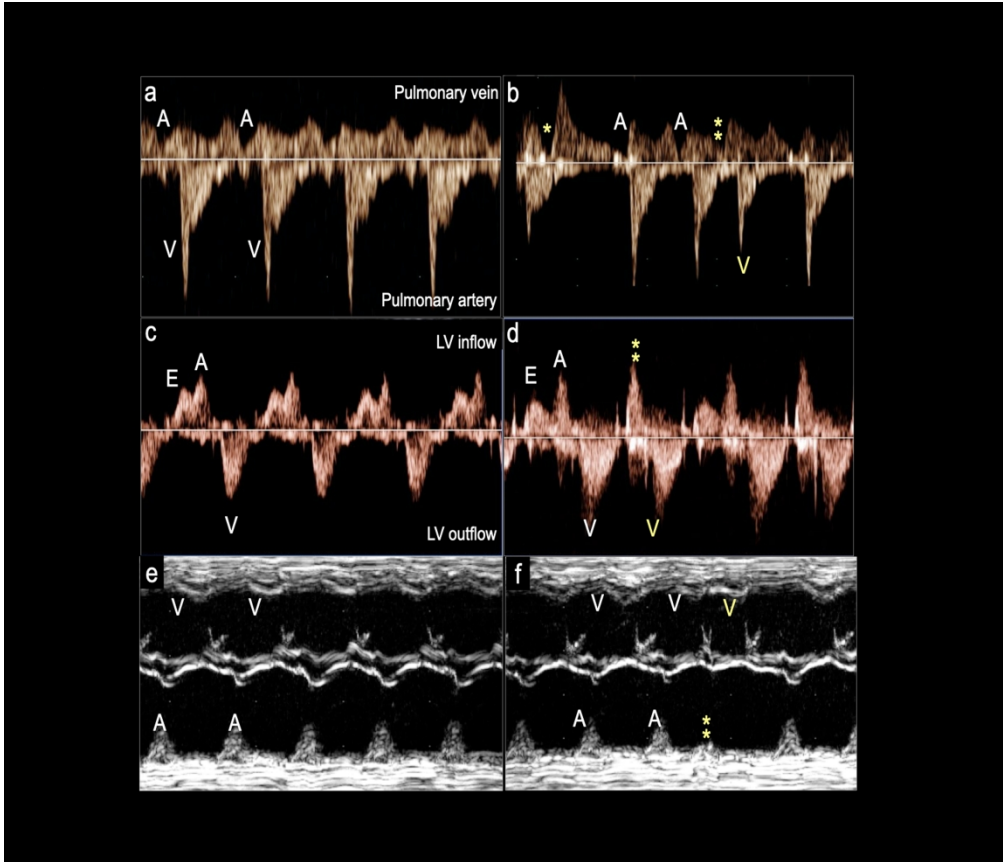 a
Pulmonary vein
A A
V V
Pulmonary artery
b
* A A **
V
c
LV inflow
E A
V
LV outflow
d
**
E A
V V
e
V V
A A
f
V V V
A A **